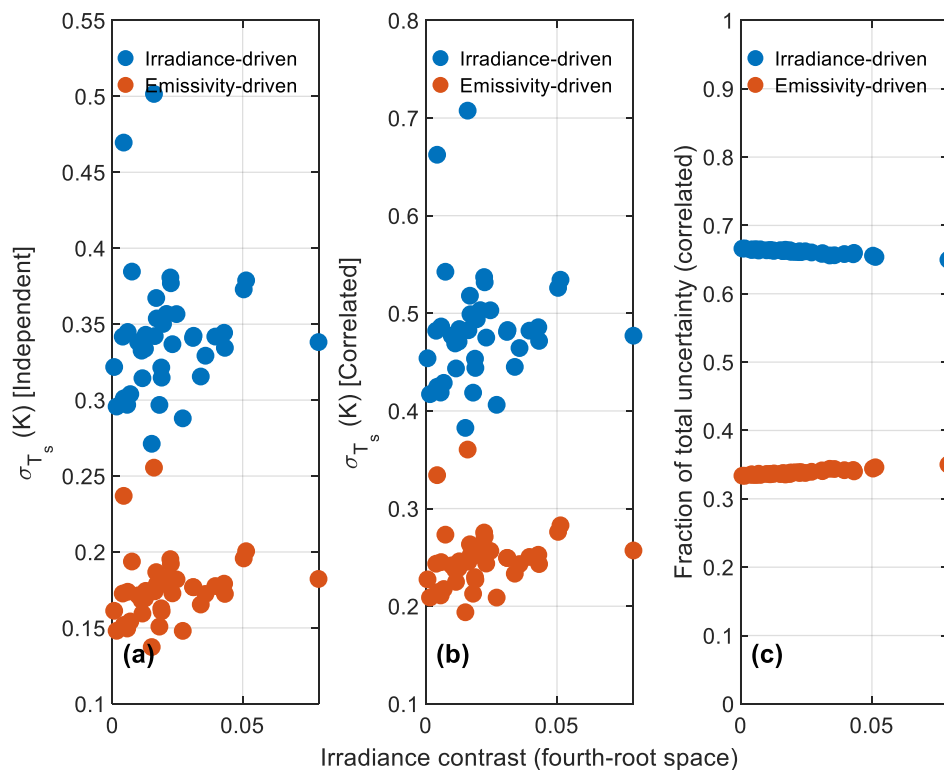 0.55
0.5
0.45
0.4
0.35
0.3
0.25
0.2
0.15
0.1
σ_T_s (K) [Independent]
Irradiance-driven
Emissivity-driven
(a)
0
0.05
0.8
0.7
0.6
0.5
0.4
0.3
0.2
0.1
σ_T_s (K) [Correlated]
Irradiance-driven
Emissivity-driven
(b)
0
0.05
1
0.9
0.8
0.7
0.6
0.5
0.4
0.3
0.2
0.1
0
Fraction of total uncertainty (correlated)
Irradiance-driven
Emissivity-driven
(c)
0
0.05
Irradiance contrast (fourth-root space)